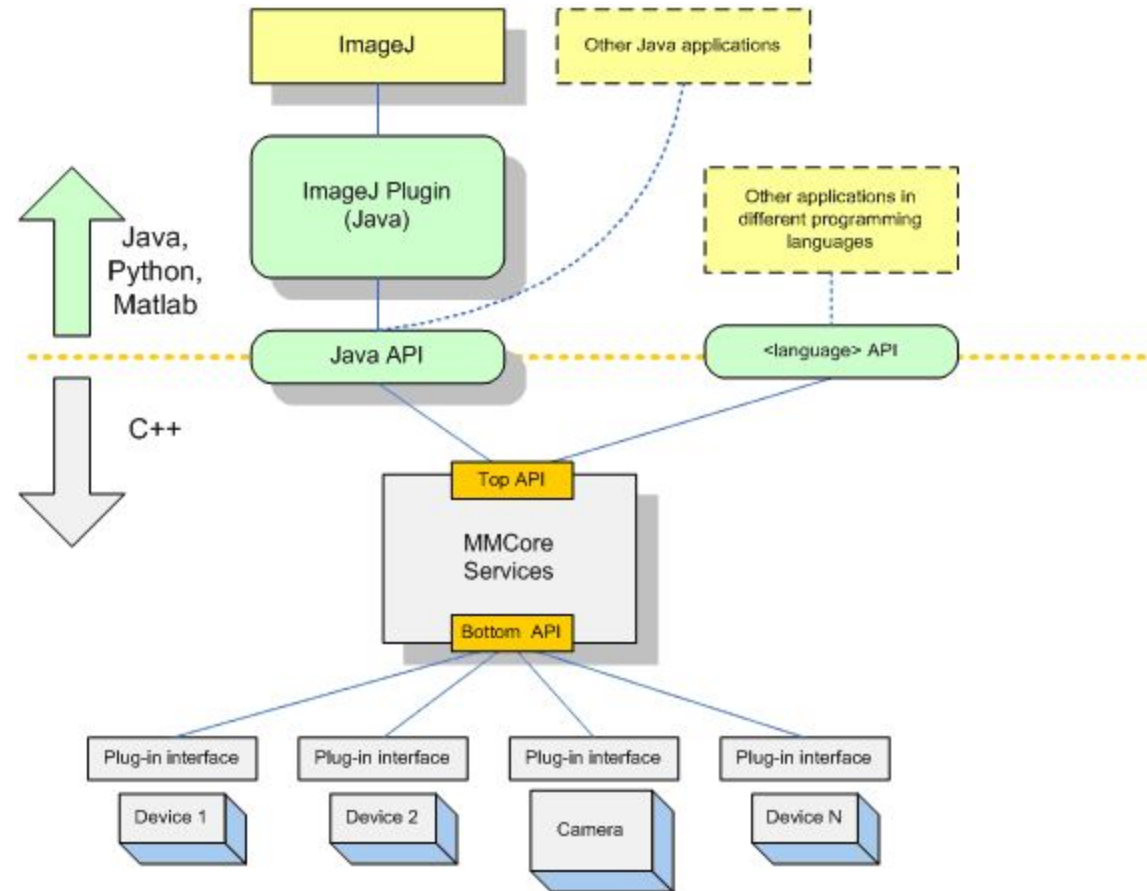 ImageJ
Other Java applications
ImageJ Plugin
(Java)
Other applications in
different programming
languages
Java,
Python,
Matlab
Java API
<language> API
C++
Top API
MMCore
Services
Bottom API
Plug-in interface
Plug-in interface
Plug-in interface
Plug-in interface
Device 1
Device 2
Camera
Device N